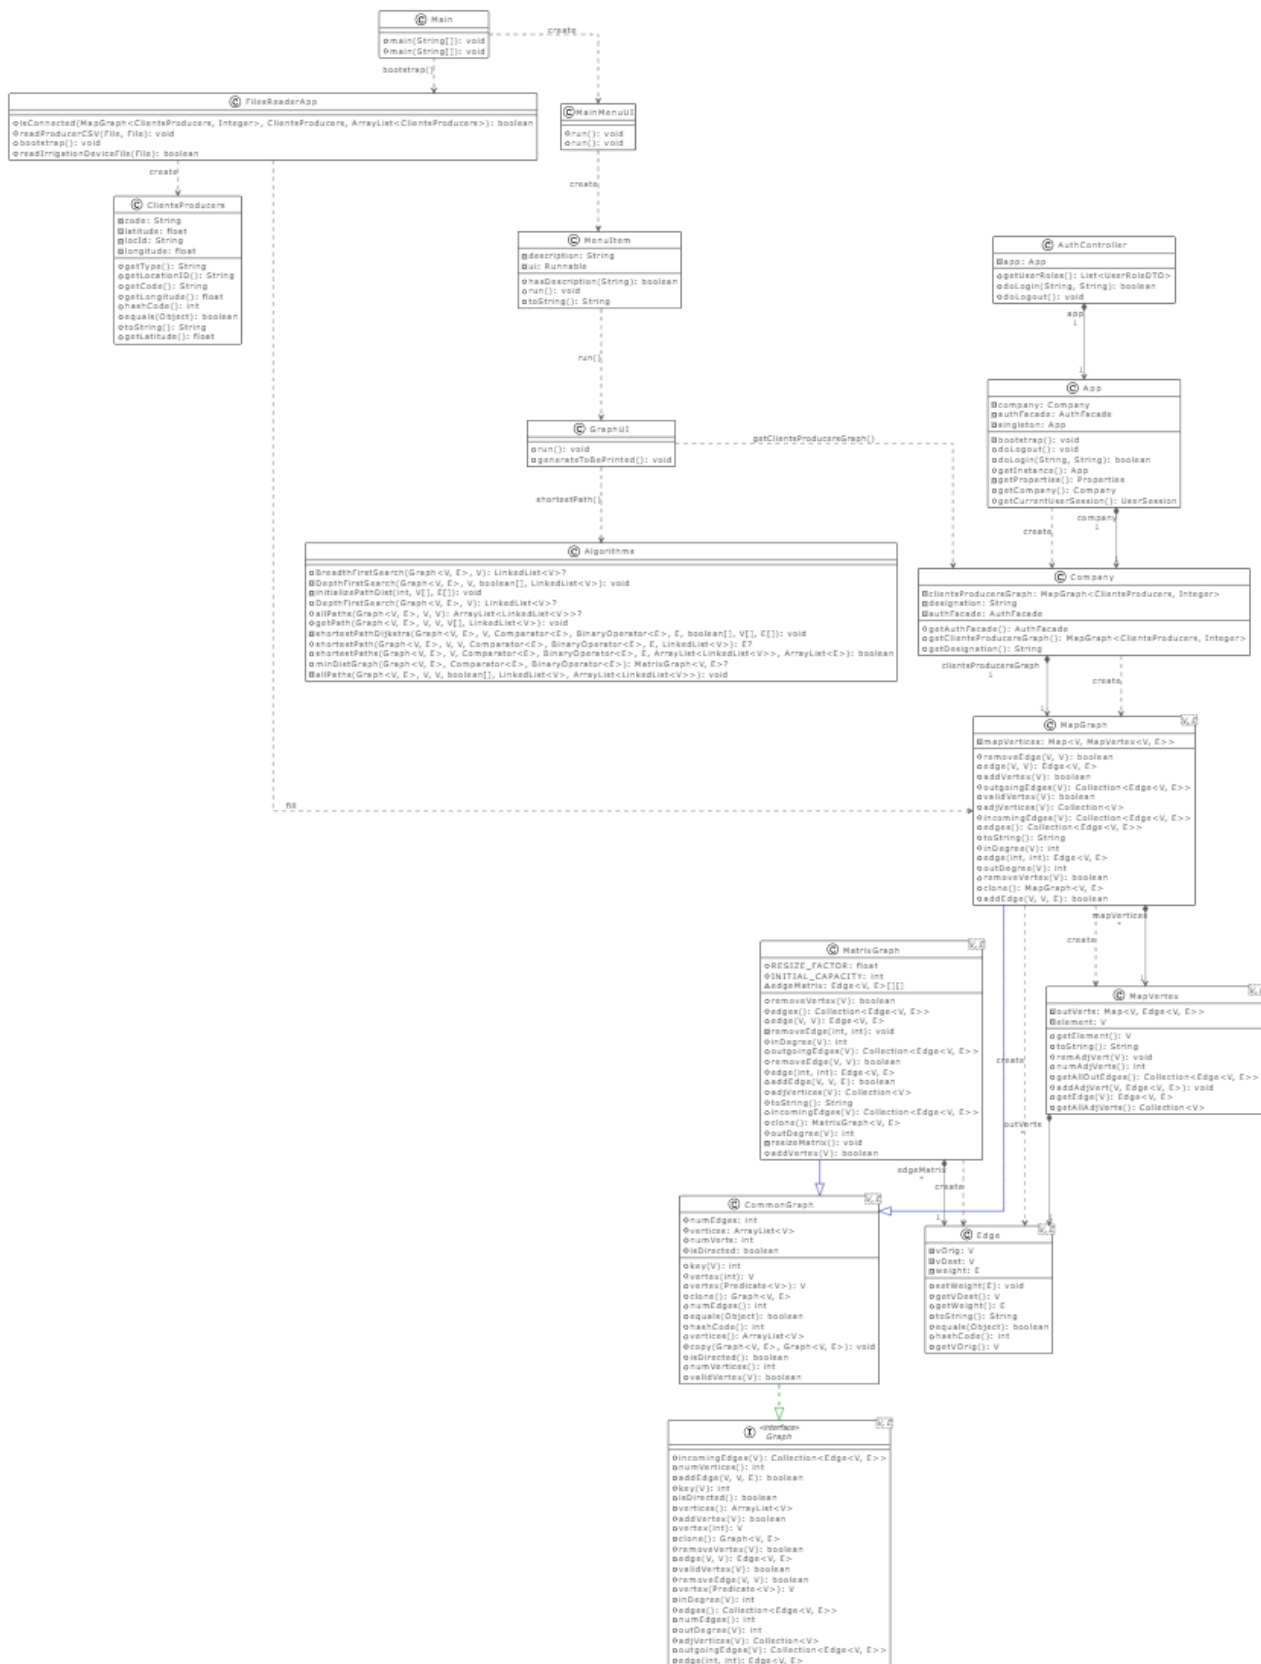 Main
main(String[]): void
main(String[]): void
create
bootstrap()
FilesReaderApp
isConnected(MapGraph<ClientsProducers, Integer>, ClientsProducers, ArrayList<ClientsProducers>): boolean
readProducerCSV(File, File): void
bootstrap(): void
readIrrigationDeviceFile(File): boolean
MainMenuUI
run(): void
run(): void
create
ClientsProducers
code: String
latitude: float
locId: String
longitude: float
getType(): String
getLocationID(): String
getCode(): String
getLongitude(): float
hashCode(): int
equals(Object): boolean
toString(): String
getLatitude(): float
create
MenuItem
description: String
ui: Runnable
hasDescription(String): boolean
run(): void
toString(): String
AuthController
app: App
getUserRoles(): List<UserRoleDTO>
doLogin(String, String): boolean
doLogout(): void
app
1
1
run()
App
company: Company
authFacade: AuthFacade
singleton: App
bootstrap(): void
doLogout(): void
doLogin(String, String): boolean
getInstance(): App
getProperties(): Properties
getCompany(): Company
getCurrentUserSession(): UserSession
GraphUI
run(): void
generateToBePrinted(): void
getClientsProducersGraph()
shortestPath()
create
company
1
1
Algorithms
BreadthFirstSearch(Graph<V, E>, V): LinkedList<V>?
DepthFirstSearch(Graph<V, E>, V, boolean[], LinkedList<V>): void
initializePathDist(int, V[], E[]): void
DepthFirstSearch(Graph<V, E>, V): LinkedList<V>?
allPaths(Graph<V, E>, V, V): ArrayList<LinkedList<V>>?
getPath(Graph<V, E>, V, V, V[], LinkedList<V>): void
shortestPathDijkstra(Graph<V, E>, V, Comparator<E>, BinaryOperator<E>, E, boolean[], V[], E[]): void
shortestPath(Graph<V, E>, V, V, Comparator<E>, BinaryOperator<E>, E, LinkedList<V>): E?
shortestPaths(Graph<V, E>, V, Comparator<E>, BinaryOperator<E>, E, ArrayList<LinkedList<V>>, ArrayList<E>): boolean
minDistGraph(Graph<V, E>, Comparator<E>, BinaryOperator<E>): MatrixGraph<V, E>?
allPaths(Graph<V, E>, V, V, boolean[], LinkedList<V>, ArrayList<LinkedList<V>>): void
Company
clientsProducersGraph: MapGraph<ClientsProducers, Integer>
designation: String
authFacade: AuthFacade
getAuthFacade(): AuthFacade
getClientsProducersGraph(): MapGraph<ClientsProducers, Integer>
getDesignation(): String
clientsProducersGraph
1
1
create
MapGraph
V, E
mapVertices: Map<V, MapVertex<V, E>>
removeEdge(V, V): boolean
edge(V, V): Edge<V, E>
addVertex(V): boolean
outgoingEdges(V): Collection<Edge<V, E>>
validVertex(V): boolean
adjVertices(V): Collection<V>
incomingEdges(V): Collection<Edge<V, E>>
edges(): Collection<Edge<V, E>>
toString(): String
inDegree(V): int
edge(int, int): Edge<V, E>
outDegree(V): int
removeVertex(V): boolean
clone(): MapGraph<V, E>
addEdge(V, V, E): boolean
fill
mapVertices
*
create
1
MatrixGraph
V, E
RESIZE_FACTOR: float
INITIAL_CAPACITY: int
edgeMatrix: Edge<V, E>[][]
removeVertex(V): boolean
edges(): Collection<Edge<V, E>>
edge(V, V): Edge<V, E>
removeEdge(int, int): void
inDegree(V): int
outgoingEdges(V): Collection<Edge<V, E>>
removeEdge(V, V): boolean
edge(int, int): Edge<V, E>
addEdge(V, V, E): boolean
adjVertices(V): Collection<V>
toString(): String
incomingEdges(V): Collection<Edge<V, E>>
clone(): MatrixGraph<V, E>
outDegree(V): int
resizeMatrix(): void
addVertex(V): boolean
MapVertex
outVerts: Map<V, Edge<V, E>>
element: V
getElement(): V
toString(): String
remAdjVert(V): void
numAdjVerts(): int
getAllOutEdges(): Collection<Edge<V, E>>
addAdjVert(V, Edge<V, E>): void
getEdge(V): Edge<V, E>
getAllAdjVerts(): Collection<V>
create
outVerts
*
edgeMatrix
*
create
1
1
CommonGraph
V, E
numEdges: int
vertices: ArrayList<V>
numVerts: int
isDirected: boolean
key(V): int
vertex(int): V
vertex(Predicate<V>): V
clone(): Graph<V, E>
numEdges(): int
equals(Object): boolean
hashCode(): int
vertices(): ArrayList<V>
copy(Graph<V, E>, Graph<V, E>): void
isDirected(): boolean
numVertices(): int
validVertex(V): boolean
Edge
V, E
vOrig: V
vDest: V
weight: E
setWeight(E): void
getVDest(): V
getWeight(): E
toString(): String
equals(Object): boolean
hashCode(): int
getVOrig(): V
<interface>
Graph
V, E
incomingEdges(V): Collection<Edge<V, E>>
numVertices(): int
addEdge(V, V, E): boolean
key(V): int
isDirected(): boolean
vertices(): ArrayList<V>
addVertex(V): boolean
vertex(int): V
clone(): Graph<V, E>
removeVertex(V): boolean
edge(V, V): Edge<V, E>
validVertex(V): boolean
removeEdge(V, V): boolean
vertex(Predicate<V>): V
inDegree(V): int
edges(): Collection<Edge<V, E>>
numEdges(): int
outDegree(V): int
adjVertices(V): Collection<V>
outgoingEdges(V): Collection<Edge<V, E>>
edge(int, int): Edge<V, E>